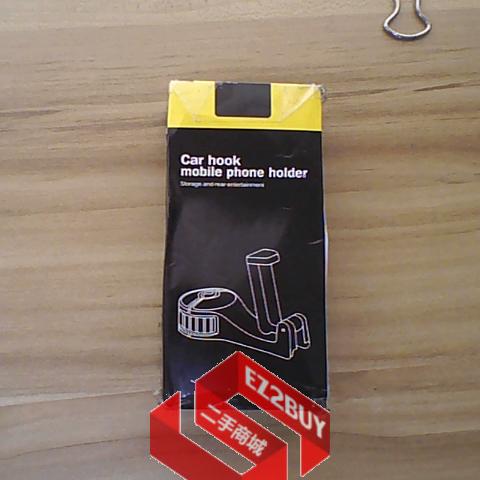 Car hook
mobile phone holder
Storage and rear entertainment
EZ2BUY
二手商城